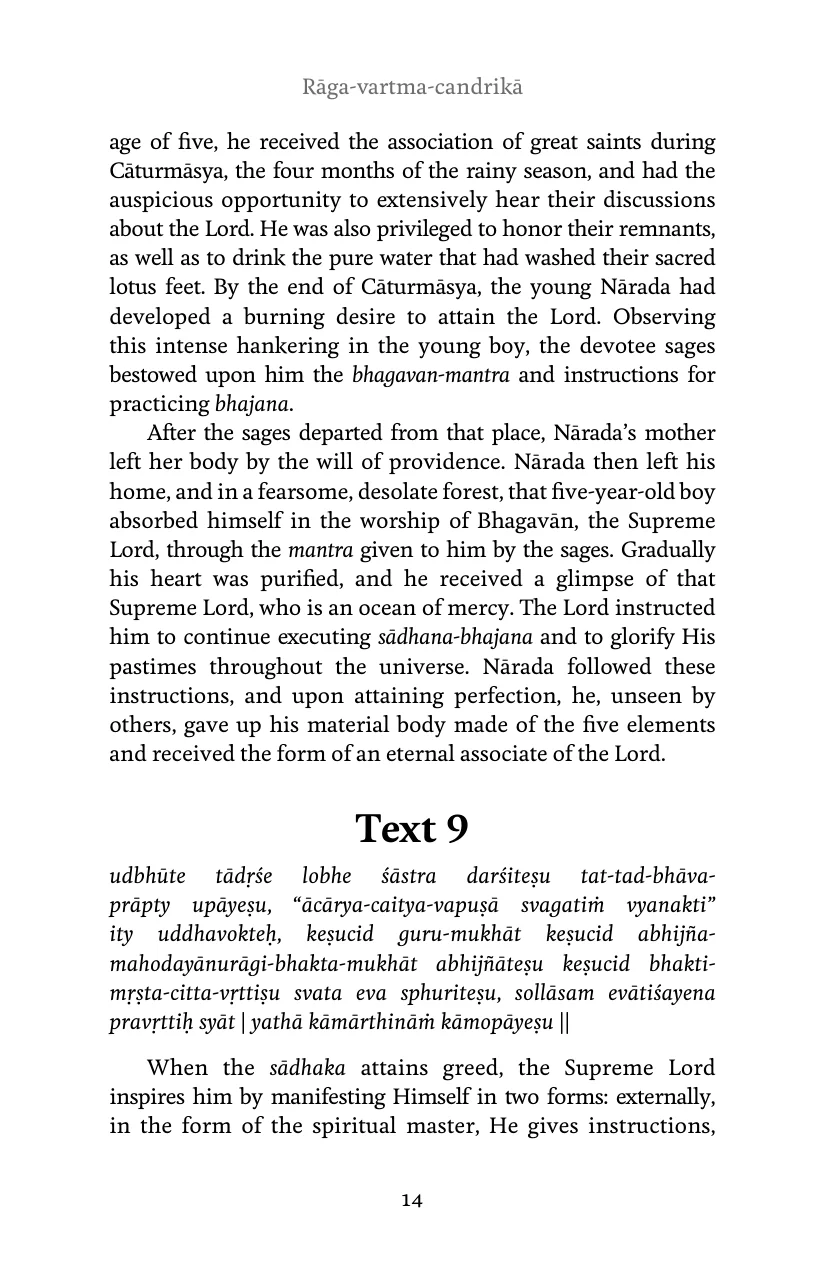 Rāga-vartma-candrikā
age of five, he received the association of great saints during
Cāturmāsya, the four months of the rainy season, and had the
auspicious opportunity to extensively hear their discussions
about the Lord. He was also privileged to honor their remnants,
as well as to drink the pure water that had washed their sacred
lotus feet. By the end of Cāturmāsya, the young Nārada had
developed a burning desire to attain the Lord. Observing
this intense hankering in the young boy, the devotee sages
bestowed upon him the bhagavan-mantra and instructions for
practicing bhajana.
After the sages departed from that place, Nārada’s mother
left her body by the will of providence. Nārada then left his
home, and in a fearsome, desolate forest, that five-year-old boy
absorbed himself in the worship of Bhagavān, the Supreme
Lord, through the mantra given to him by the sages. Gradually
his heart was purified, and he received a glimpse of that
Supreme Lord, who is an ocean of mercy. The Lord instructed
him to continue executing sādhana-bhajana and to glorify His
pastimes throughout the universe. Nārada followed these
instructions, and upon attaining perfection, he, unseen by
others, gave up his material body made of the five elements
and received the form of an eternal associate of the Lord.
Text 9
udbhūte tādṛśe lobhe śāstra darśiteṣu tat-tad-bhāva-
prāpty upāyeṣu, “ācārya-caitya-vapuṣā svagatiṁ vyanakti”
ity uddhavokteḥ, keṣucid guru-mukhāt keṣucid abhijña-
mahodayānurāgi-bhakta-mukhāt abhijñāteṣu keṣucid bhakti-
mṛṣta-citta-vṛttiṣu svata eva sphuriteṣu, sollāsam evātiśayena
pravṛttiḥ syāt | yathā kāmārthināṁ kāmopāyeṣu ||
When the sādhaka attains greed, the Supreme Lord
inspires him by manifesting Himself in two forms: externally,
in the form of the spiritual master, He gives instructions,
14